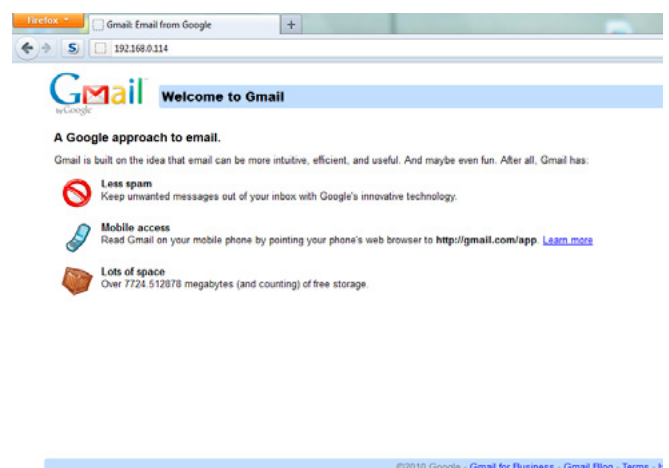 Firefox
Gmail: Email from Google
+
S
192.168.0.114
Gmail
by Google
Welcome to Gmail
A Google approach to email.
Gmail is built on the idea that email can be more intuitive, efficient, and useful. And maybe even fun. After all, Gmail has:
Less spam
Keep unwanted messages out of your inbox with Google's innovative technology.
Mobile access
Read Gmail on your mobile phone by pointing your phone's web browser to http://gmail.com/app. Learn more
Lots of space
Over 7724.512878 megabytes (and counting) of free storage.
©2010 Google - Gmail for Business - Gmail Blog - Terms -